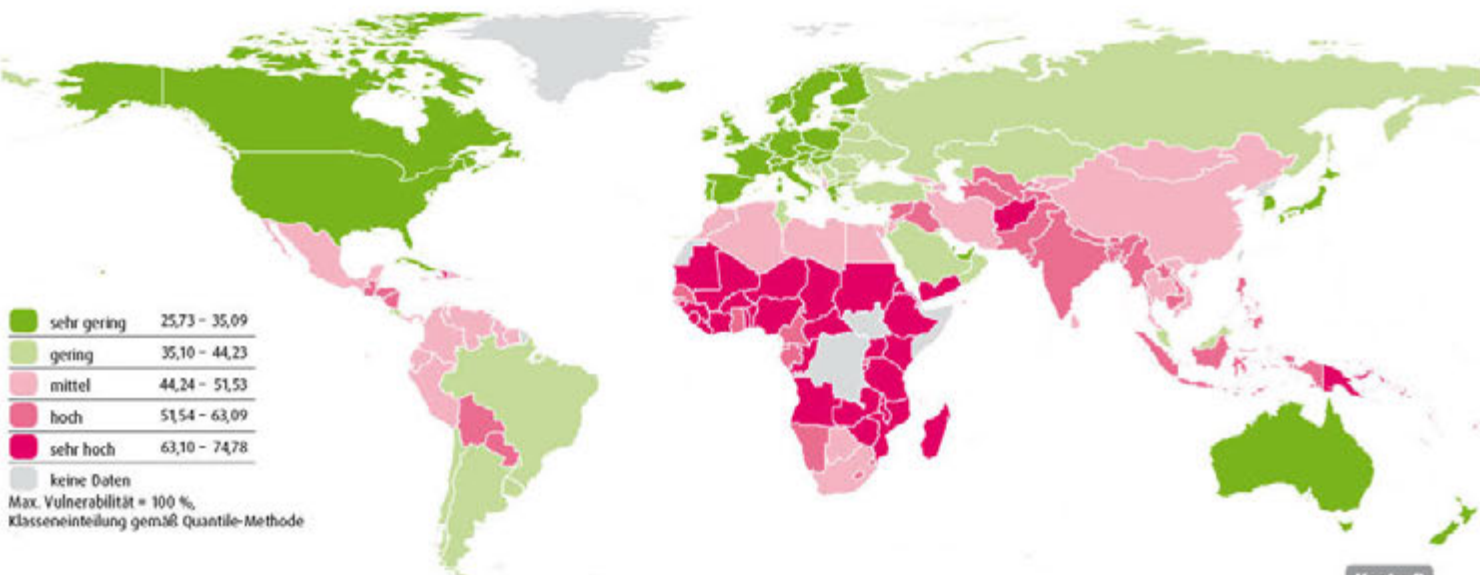 sehr gering 25,73 – 35,09
gering 35,10 – 44,23
mittel 44,24 – 51,53
hoch 51,54 – 63,09
sehr hoch 63,10 – 74,78
keine Daten
Max. Vulnerabilität = 100 %,
Klasseneinteilung gemäß Quantile-Methode